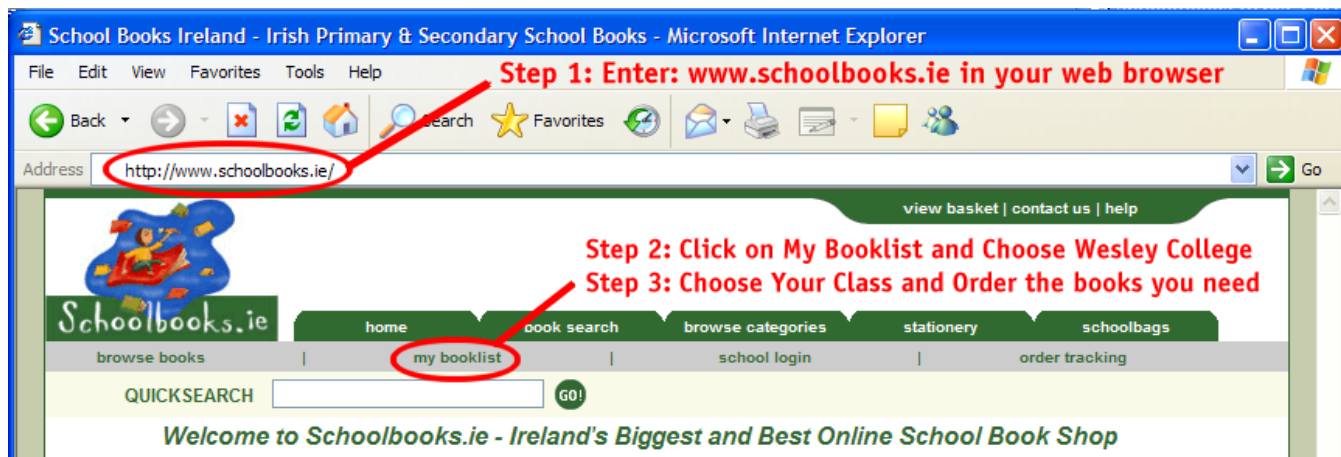 School Books Ireland - Irish Primary & Secondary School Books - Microsoft Internet Explorer
File Edit View Favorites Tools Help
Step 1: Enter: www.schoolbooks.ie in your web browser
Back Search Favorites
Address http://www.schoolbooks.ie/ Go
view basket | contact us | help
Step 2: Click on My Booklist and Choose Wesley College
Step 3: Choose Your Class and Order the books you need
Schoolbooks.ie
home book search browse categories stationery schoolbags
browse books | my booklist | school login | order tracking
QUICKSEARCH GO!
Welcome to Schoolbooks.ie - Ireland's Biggest and Best Online School Book Shop